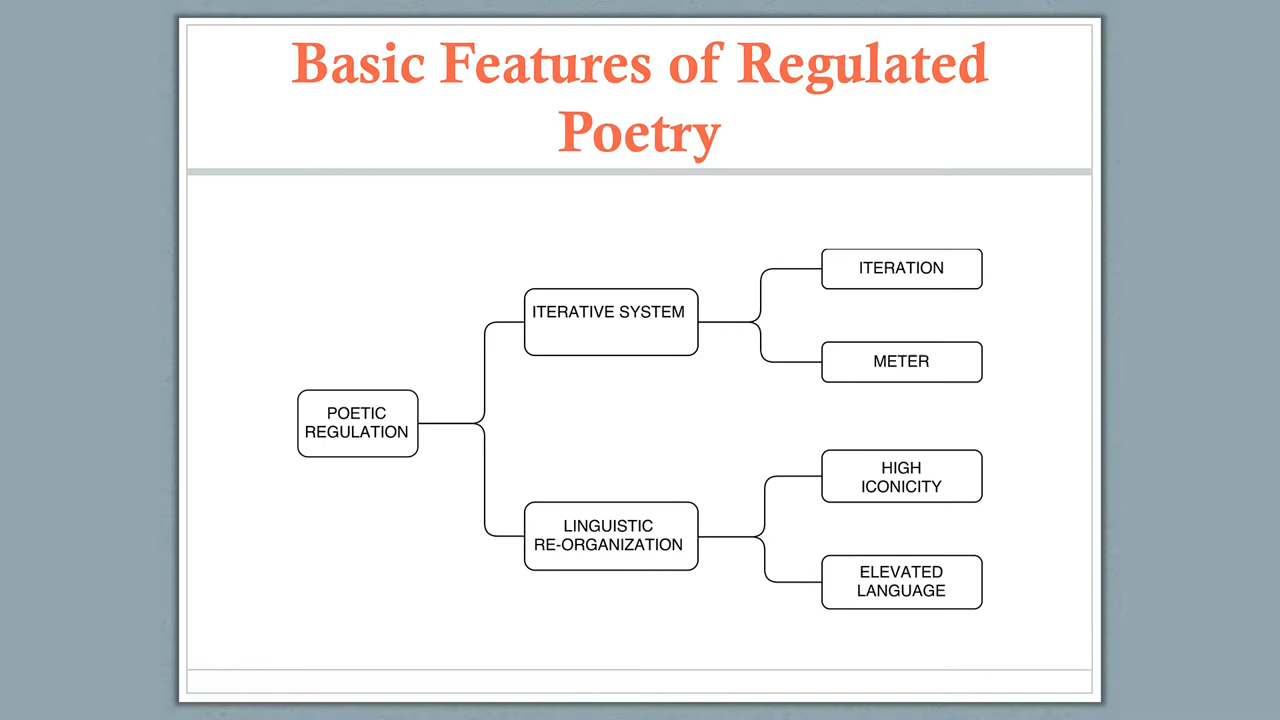 Basic Features of Regulated
Poetry
ITERATION
ITERATIVE SYSTEM
METER
POETIC
REGULATION
HIGH
ICONICITY
LINGUISTIC
RE-ORGANIZATION
ELEVATED
LANGUAGE